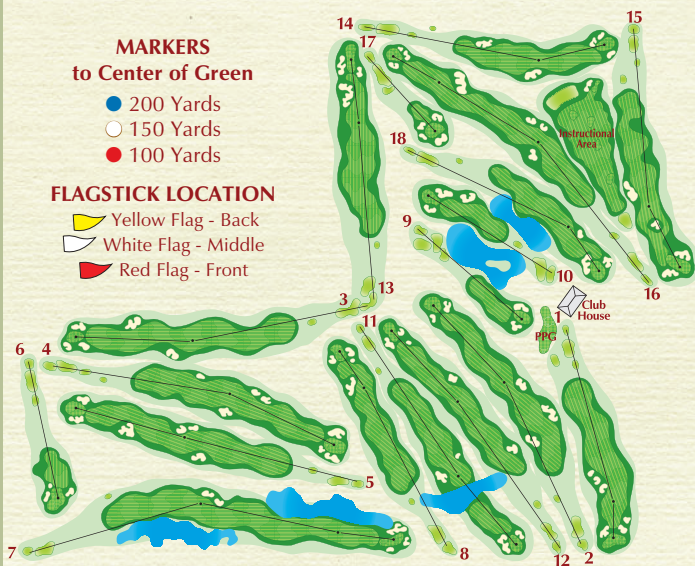 MARKERS
to Center of Green
200 Yards
150 Yards
100 Yards
FLAGSTICK LOCATION
Yellow Flag - Back
White Flag - Middle
Red Flag - Front
14
17
15
Instructional
Area
18
9
10
16
13
3
11
1
Club
House
PPG
6
4
5
7
8
12
2